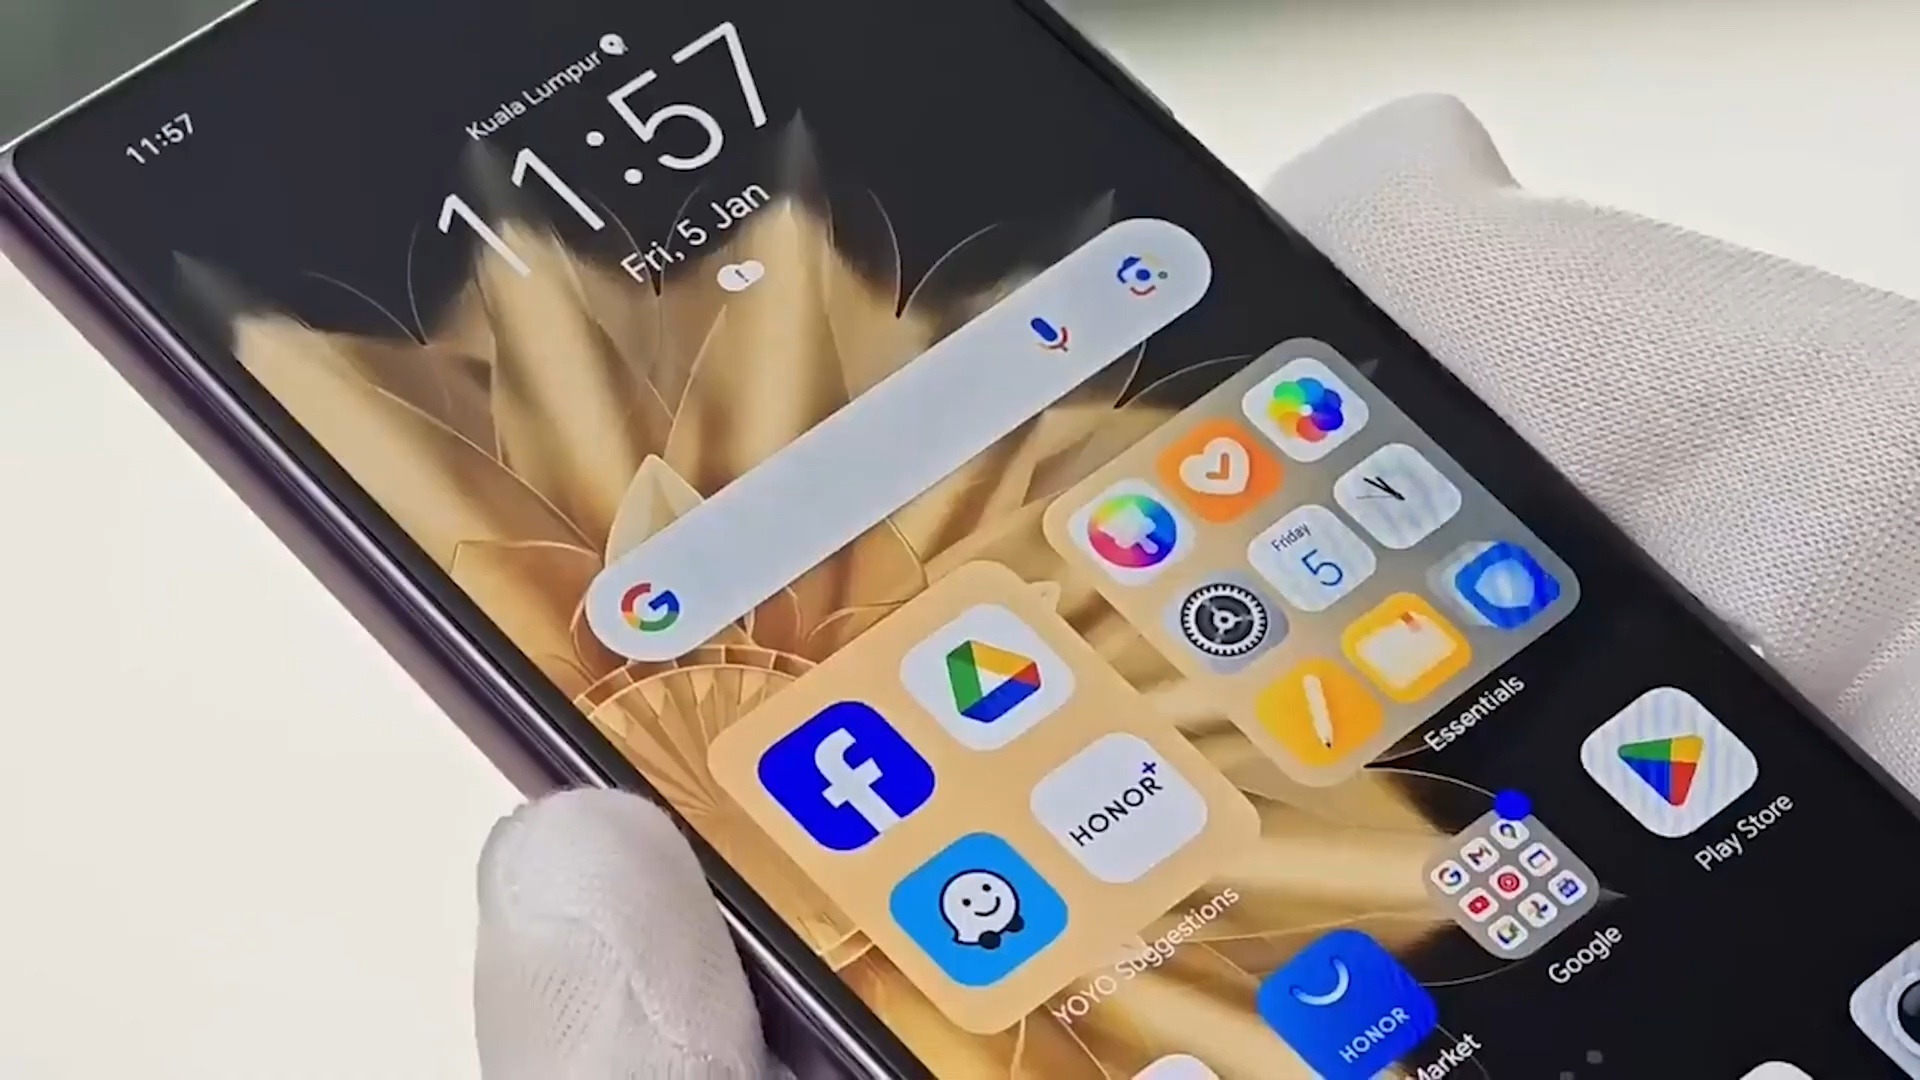 11:57
Kuala Lumpur
11:57
Fri, 5 Jan
Friday
5
Essentials
HONOR+
YOYO Suggestions
Play Store
Google
HONOR
Market